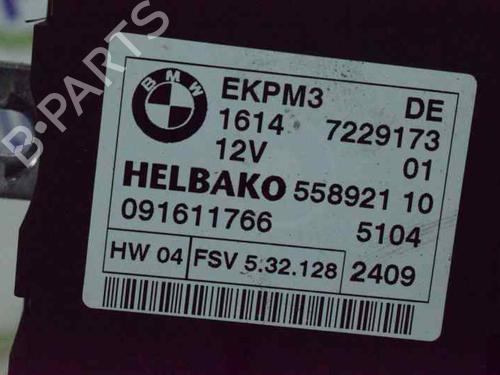 B-PARTS
BMW
EKPM3 DE
1614 7229173
12V 01
HELBAKO 558921 10
091611766 5104
HW 04 FSV 5.32.128 2409